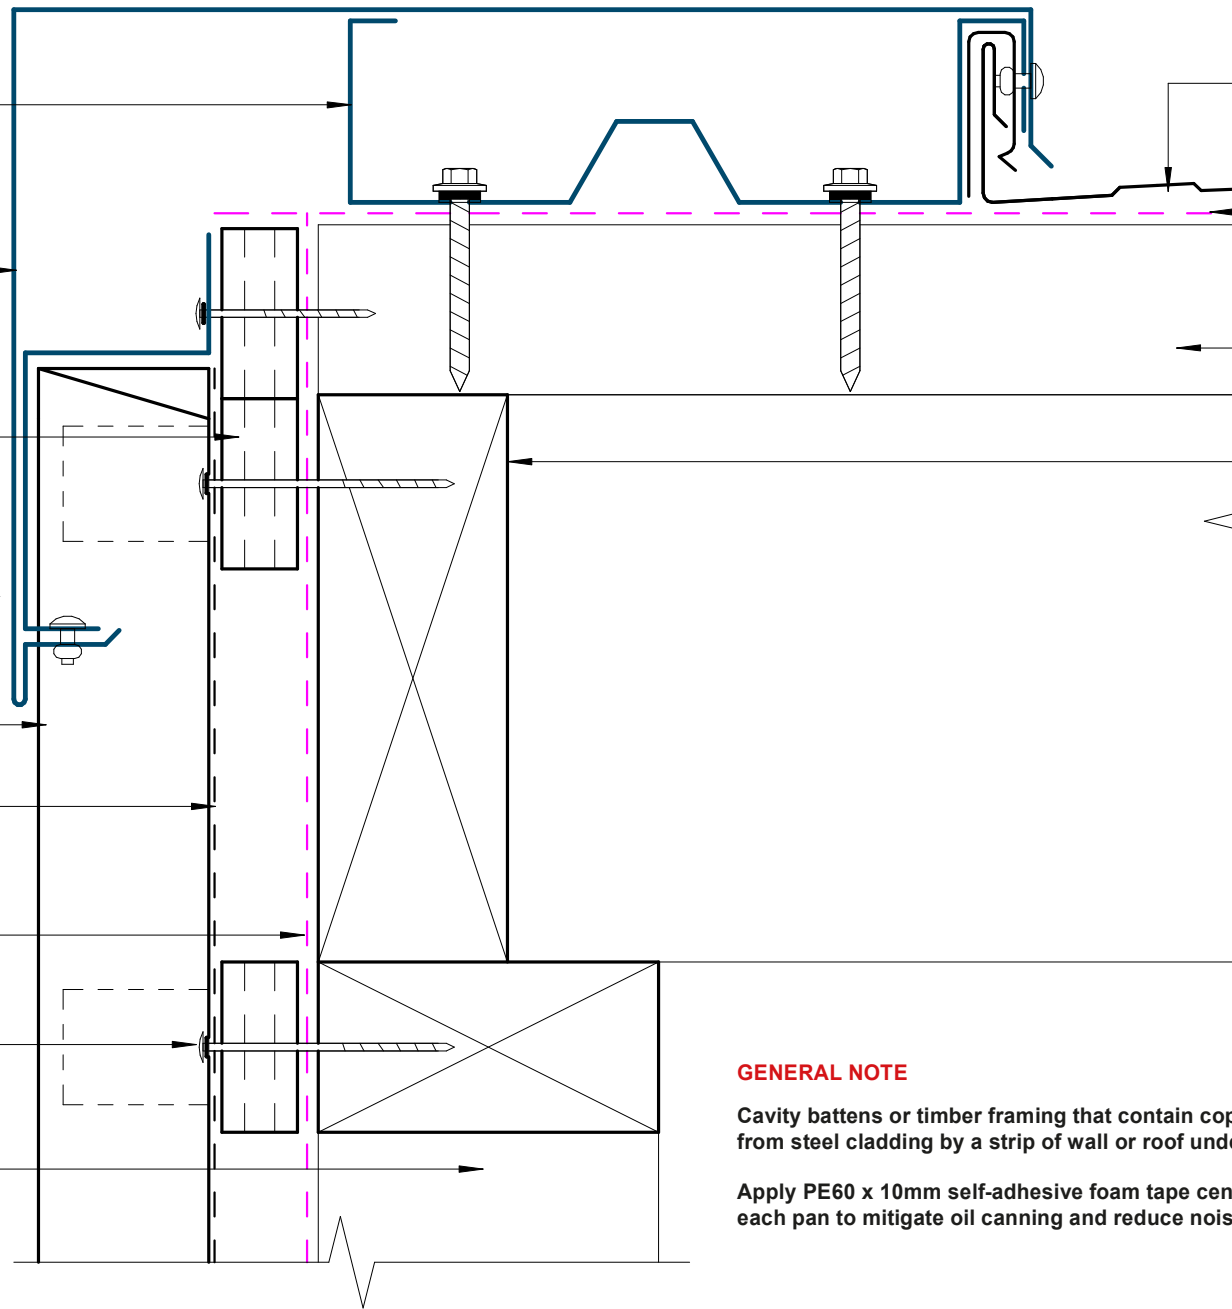 GENERAL NOTE
Cavity battens or timber framing that contain cop
from steel cladding by a strip of wall or roof unde
Apply PE60 x 10mm self-adhesive foam tape cen
each pan to mitigate oil canning and reduce nois